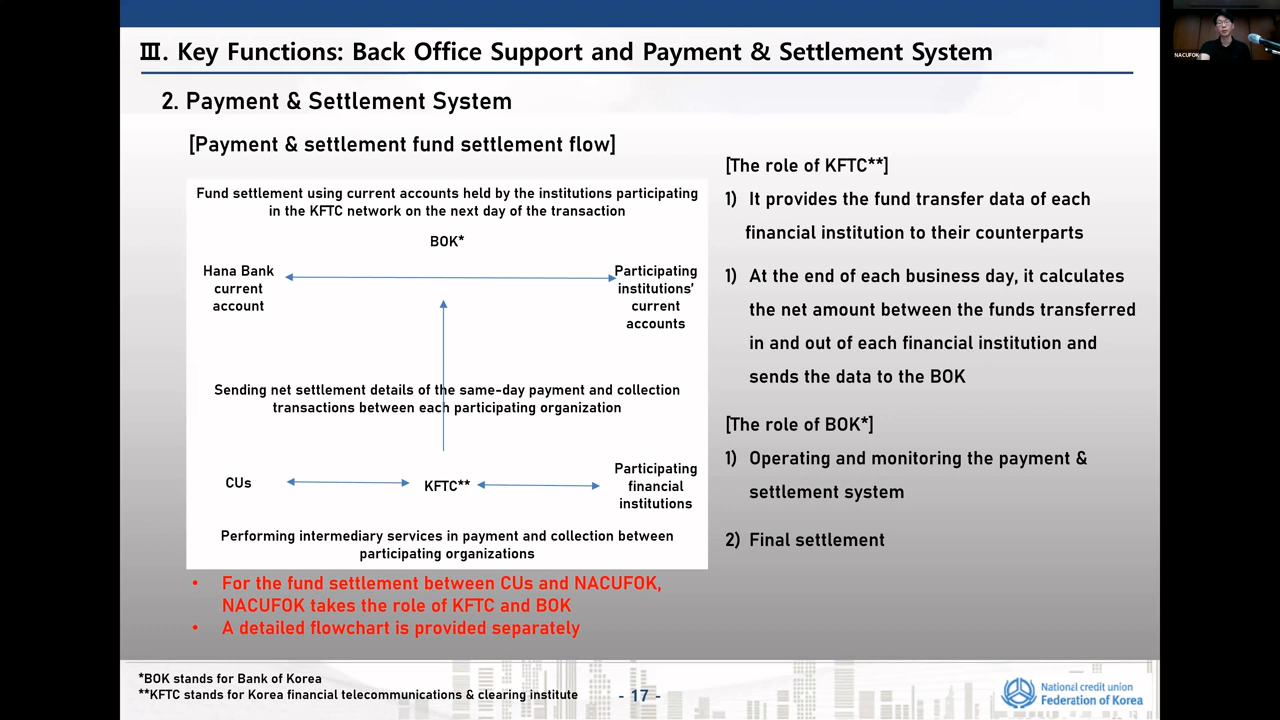 Ⅲ. Key Functions: Back Office Support and Payment & Settlement System
2. Payment & Settlement System
[Payment & settlement fund settlement flow]
Fund settlement using current accounts held by the institutions participating
in the KFTC network on the next day of the transaction
BOK*
Hana Bank
current
account
Participating
institutions’
current
accounts
Sending net settlement details of the same-day payment and collection
transactions between each participating organization
CUs
KFTC**
Participating
financial
institutions
Performing intermediary services in payment and collection between
participating organizations
• For the fund settlement between CUs and NACUFOK,
NACUFOK takes the role of KFTC and BOK
• A detailed flowchart is provided separately
[The role of KFTC**]
1) It provides the fund transfer data of each
financial institution to their counterparts
1) At the end of each business day, it calculates
the net amount between the funds transferred
in and out of each financial institution and
sends the data to the BOK
[The role of BOK*]
1) Operating and monitoring the payment &
settlement system
2) Final settlement
*BOK stands for Bank of Korea
**KFTC stands for Korea financial telecommunications & clearing institute
- 17 -
National credit union
Federation of Korea
NACUFOK